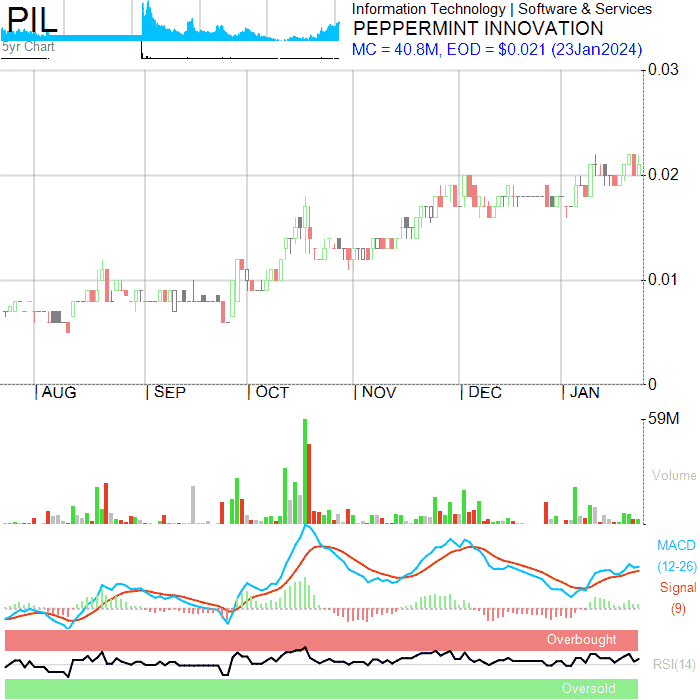 PIL
5yr Chart
Information Technology | Software & Services
PEPPERMINT INNOVATION
MC = 40.8M, EOD = $0.021 (23Jan2024)
0.03
0.02
0.01
0
|AUG |SEP |OCT |NOV |DEC |JAN
59M
Volume
MACD
(12-26)
Signal
(9)
Overbought
RSI(14)
Oversold